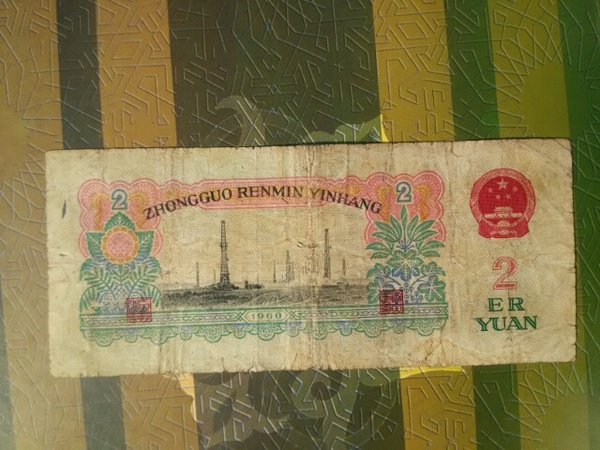 2
ZHONGGUO RENMIN YINHANG
2
1960
2
ER
YUAN